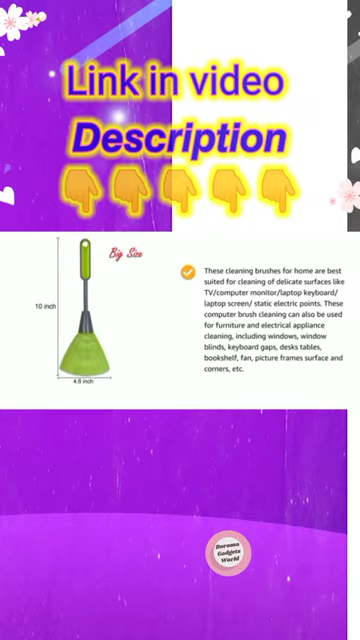 Link in video
Description
👇👇👇👇👇
Big Size
10 inch
4.6 inch
These cleaning brushes for home are best
suited for cleaning of delicate surfaces like
TV/computer monitor/laptop keyboard/
laptop screen/ static electric points. These
computer brush cleaning can also be used
for furniture and electrical appliance
cleaning, including windows, window
blinds, keyboard gaps, desks tables,
bookshelf, fan, picture frames surface and
corners, etc.
Gadgets
World